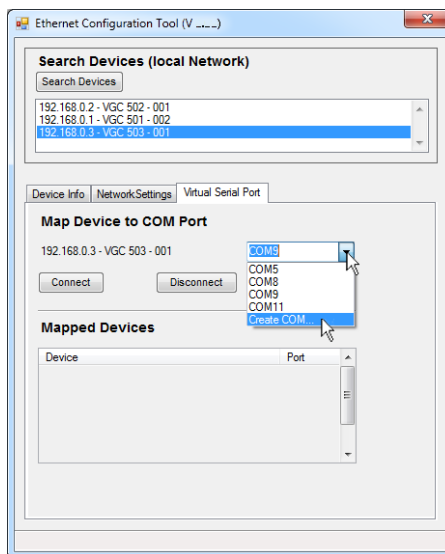 Ethernet Configuration Tool (V _._._)
Search Devices (local Network)
Search Devices
192.168.0.2 - VGC 502 - 001
192.168.0.1 - VGC 501 - 002
192.168.0.3 - VGC 503 - 001
Device Info NetworkSettings Virtual Serial Port
Map Device to COM Port
192.168.0.3 - VGC 503 - 001 COM9
COM5
Connect Disconnect COM8
COM9
COM11
Create COM...
Mapped Devices
Device Port